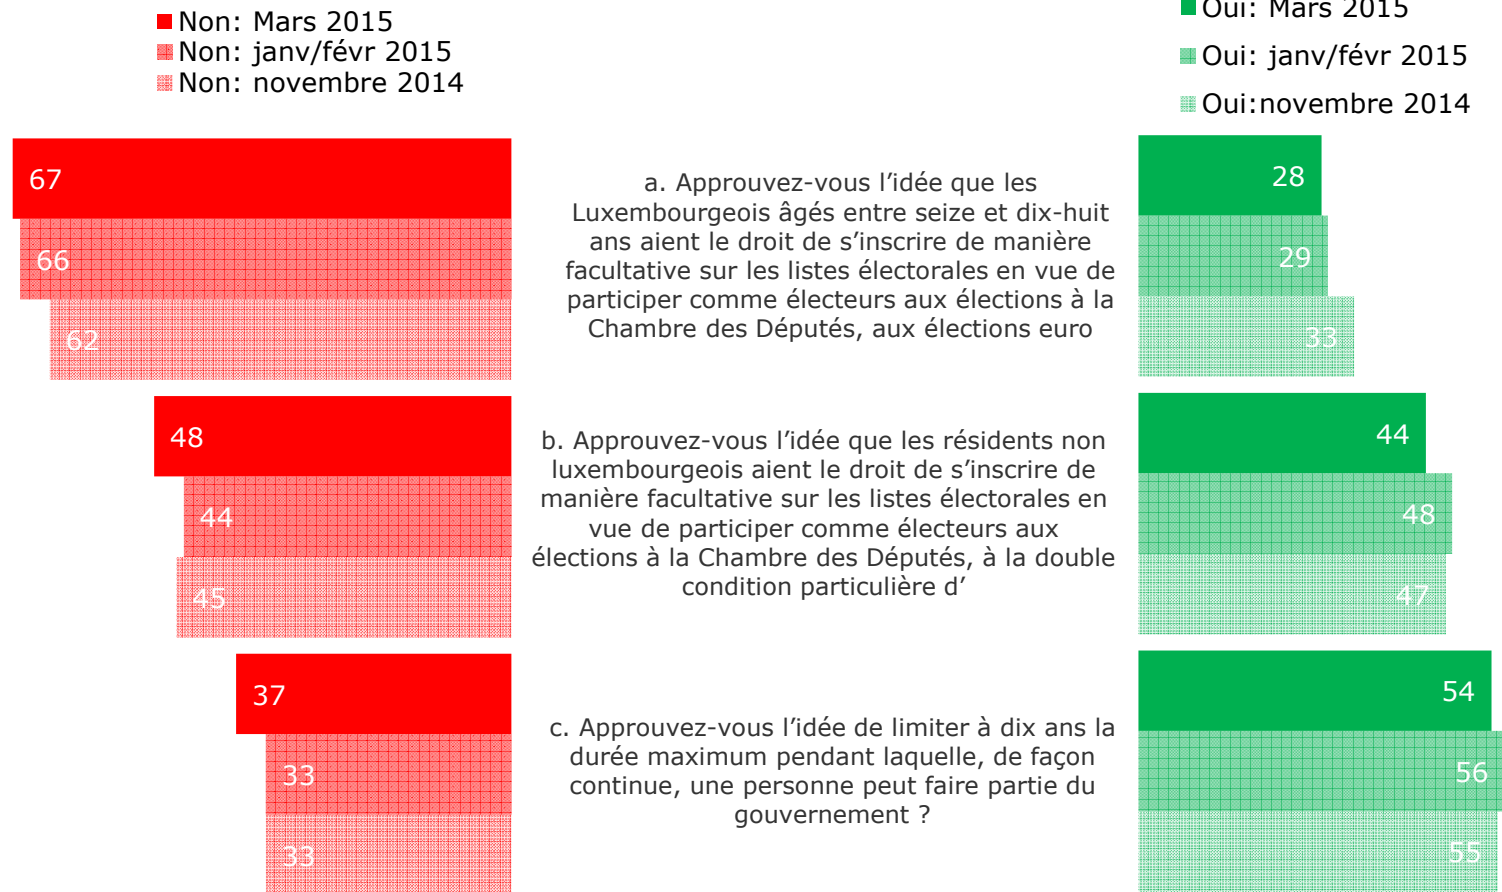 Non: Mars 2015
Non: janv/févr 2015
Non: novembre 2014
Oui: Mars 2015
Oui: janv/févr 2015
Oui:novembre 2014
67
66
62
a. Approuvez-vous l’idée que les
Luxembourgeois âgés entre seize et dix-huit
ans aient le droit de s’inscrire de manière
facultative sur les listes électorales en vue de
participer comme électeurs aux élections à la
Chambre des Députés, aux élections euro
28
29
33
48
44
45
b. Approuvez-vous l’idée que les résidents non
luxembourgeois aient le droit de s’inscrire de
manière facultative sur les listes électorales en
vue de participer comme électeurs aux
élections à la Chambre des Députés, à la double
condition particulière d’
44
48
47
37
33
33
c. Approuvez-vous l’idée de limiter à dix ans la
durée maximum pendant laquelle, de façon
continue, une personne peut faire partie du
gouvernement ?
54
56
55